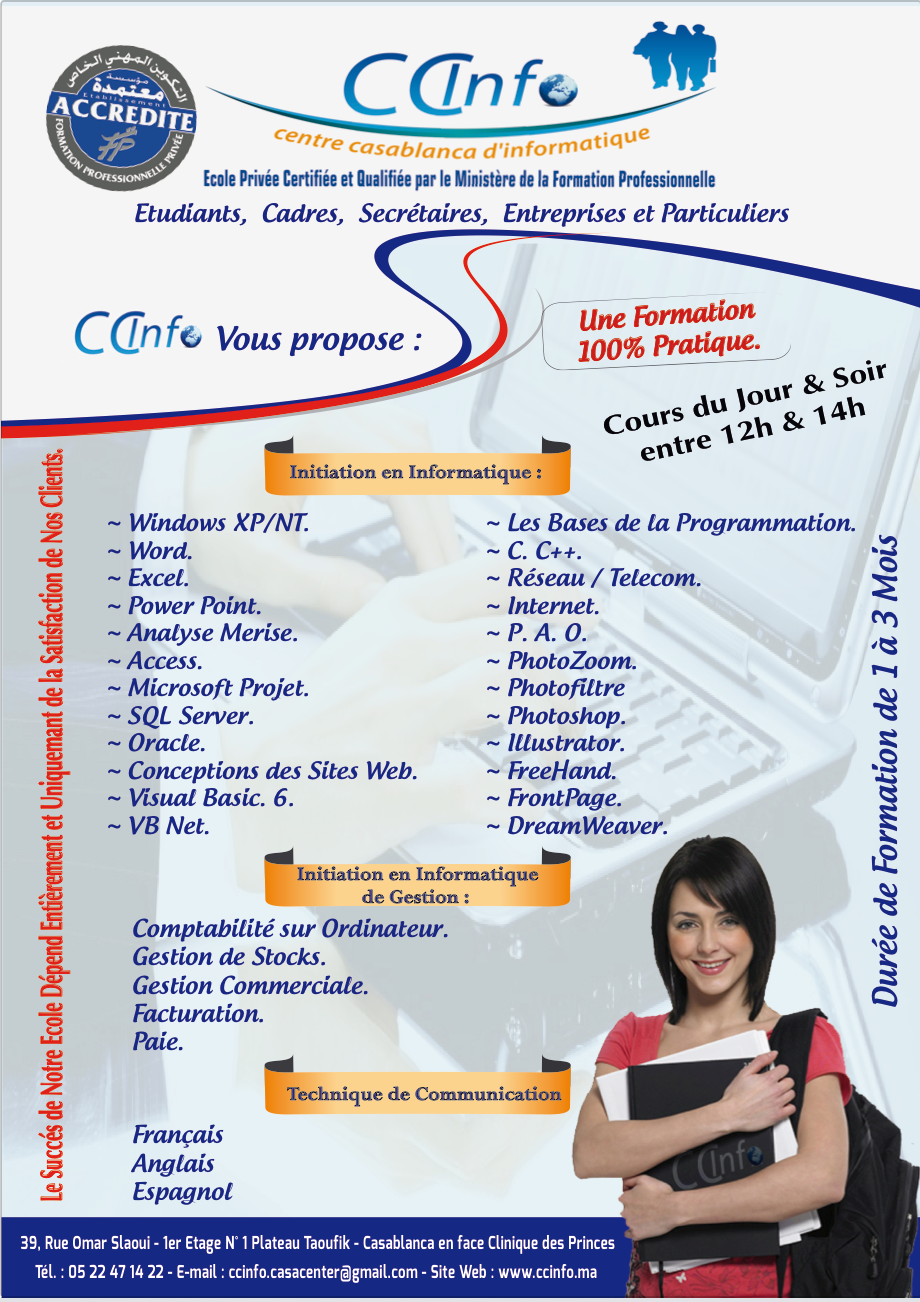 التكوين المهني الخاص
مؤسسة
معتمدة
Etablissement
ACCREDITE
FP
FORMATION PROFESSIONNELLE PRIVÉE
CCInfo
centre casablanca d'informatique
Ecole Privée Certifiée et Qualifiée par le Ministère de la Formation Professionnelle
Etudiants, Cadres, Secrétaires, Entreprises et Particuliers
CCInfo Vous propose :
Une Formation
100% Pratique.
Cours du Jour & Soir
entre 12h & 14h
Initiation en Informatique :
~ Windows XP/NT.
~ Word.
~ Excel.
~ Power Point.
~ Analyse Merise.
~ Access.
~ Microsoft Projet.
~ SQL Server.
~ Oracle.
~ Conceptions des Sites Web.
~ Visual Basic. 6.
~ VB Net.
~ Les Bases de la Programmation.
~ C. C++.
~ Réseau / Telecom.
~ Internet.
~ P. A. O.
~ PhotoZoom.
~ Photofiltre
~ Photoshop.
~ Illustrator.
~ FreeHand.
~ FrontPage.
~ DreamWeaver.
Le Succés de Notre Ecole Dépend Entièrement et Uniquemant de la Satisfaction de Nos Clients.
Durée de Formation de 1 à 3 Mois
Initiation en Informatique
de Gestion :
Comptabilité sur Ordinateur.
Gestion de Stocks.
Gestion Commerciale.
Facturation.
Paie.
Technique de Communication
Français
Anglais
Espagnol
CCInfo
39, Rue Omar Slaoui - 1er Etage N° 1 Plateau Taoufik - Casablanca en face Clinique des Princes
Tél. : 05 22 47 14 22 - E-mail : ccinfo.casacenter@gmail.com - Site Web : www.ccinfo.ma